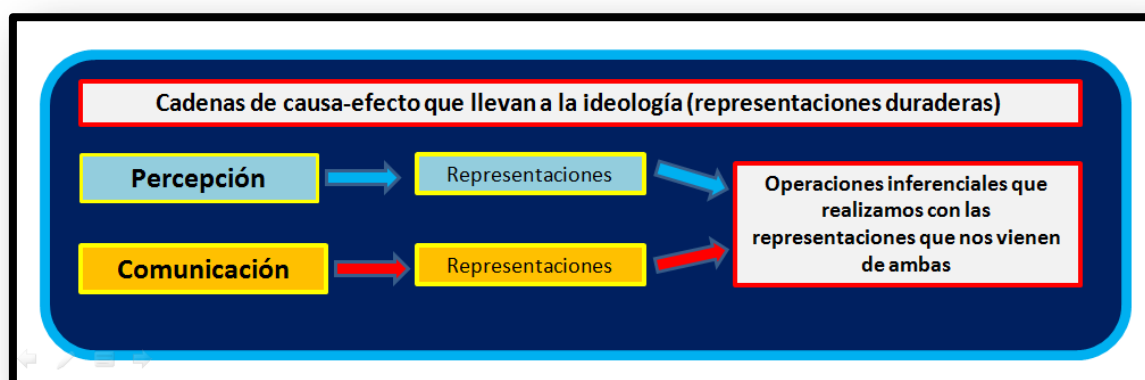 Cadenas de causa-efecto que llevan a la ideología (representaciones duraderas)
Percepción
Representaciones
Comunicación
Representaciones
Operaciones inferenciales que
realizamos con las
representaciones que nos vienen
de ambas